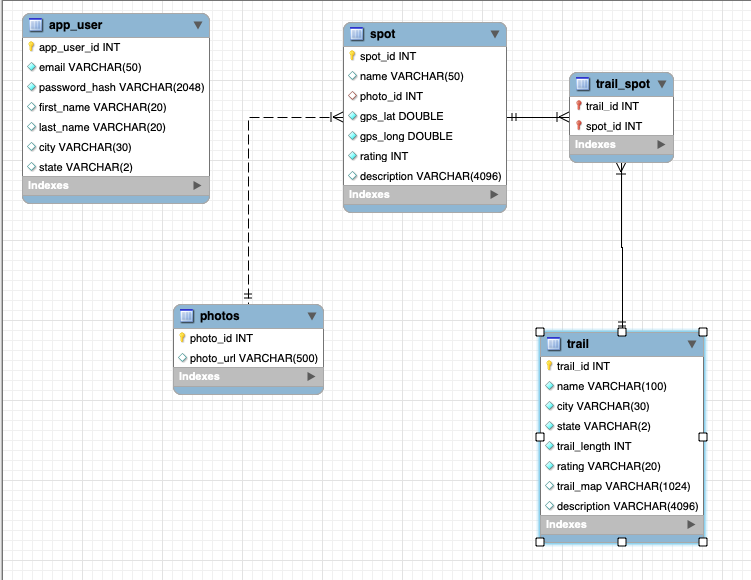 app_user
app_user_id INT
email VARCHAR(50)
password_hash VARCHAR(2048)
first_name VARCHAR(20)
last_name VARCHAR(20)
city VARCHAR(30)
state VARCHAR(2)
Indexes
spot
spot_id INT
name VARCHAR(50)
photo_id INT
gps_lat DOUBLE
gps_long DOUBLE
rating INT
description VARCHAR(4096)
Indexes
trail_spot
trail_id INT
spot_id INT
Indexes
photos
photo_id INT
photo_url VARCHAR(500)
Indexes
trail
trail_id INT
name VARCHAR(100)
city VARCHAR(30)
state VARCHAR(2)
trail_length INT
rating VARCHAR(20)
trail_map VARCHAR(1024)
description VARCHAR(4096)
Indexes